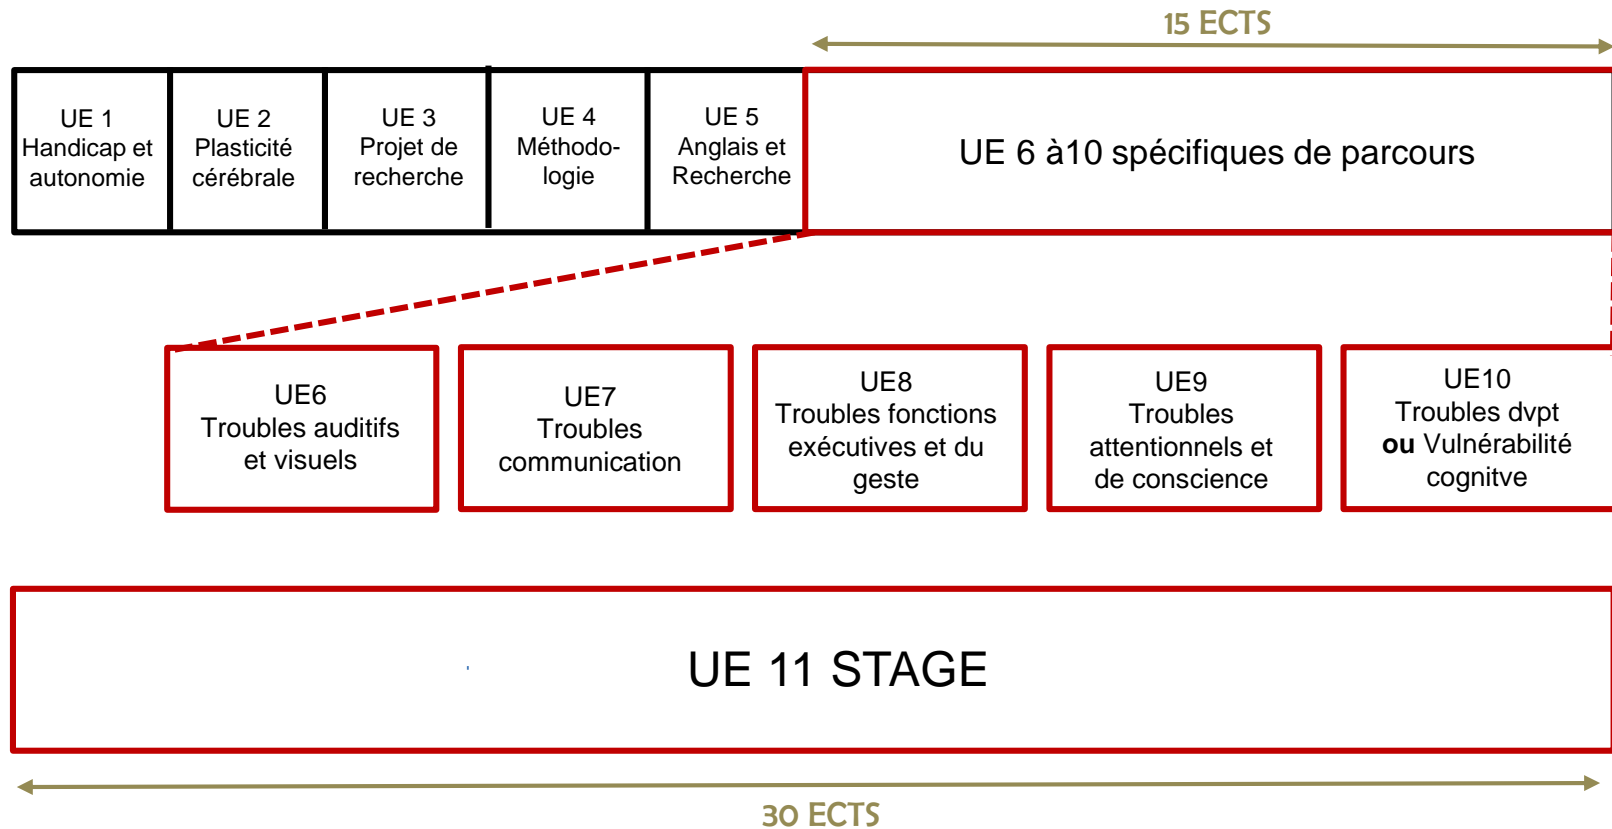 15 ECTS
UE 1
Handicap et
autonomie
UE 2
Plasticité
cérébrale
UE 3
Projet de
recherche
UE 4
Méthodo-
logie
UE 5
Anglais et
Recherche
UE 6 à10 spécifiques de parcours
UE6
Troubles auditifs
et visuels
UE7
Troubles
communication
UE8
Troubles fonctions
exécutives et du
geste
UE9
Troubles
attentionnels et
de conscience
UE10
Troubles dvpt
ou Vulnérabilité
cognitve
UE 11 STAGE
30 ECTS